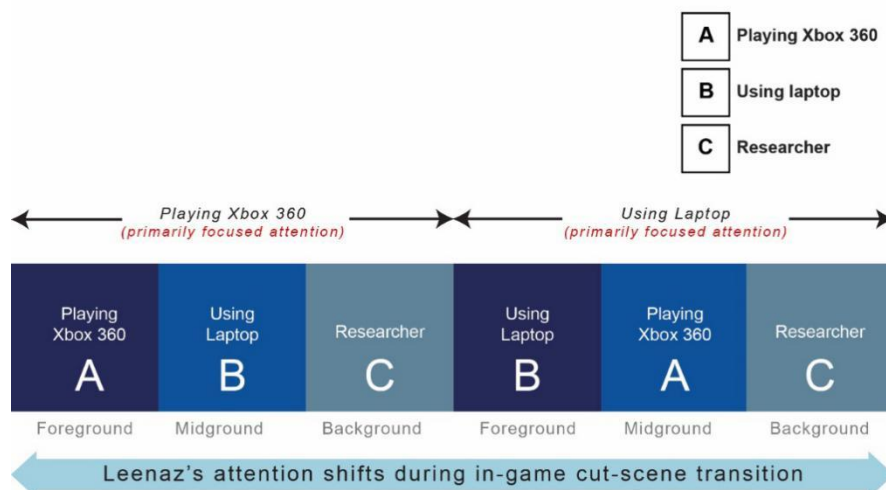 A Playing Xbox 360
B Using laptop
C Researcher
Playing Xbox 360
(primarily focused attention)
Using Laptop
(primarily focused attention)
Playing
Xbox 360
A
Using
Laptop
B
Researcher
C
Using
Laptop
B
Playing
Xbox 360
A
Researcher
C
Foreground
Midground
Background
Foreground
Midground
Background
Leenaz's attention shifts during in-game cut-scene transition